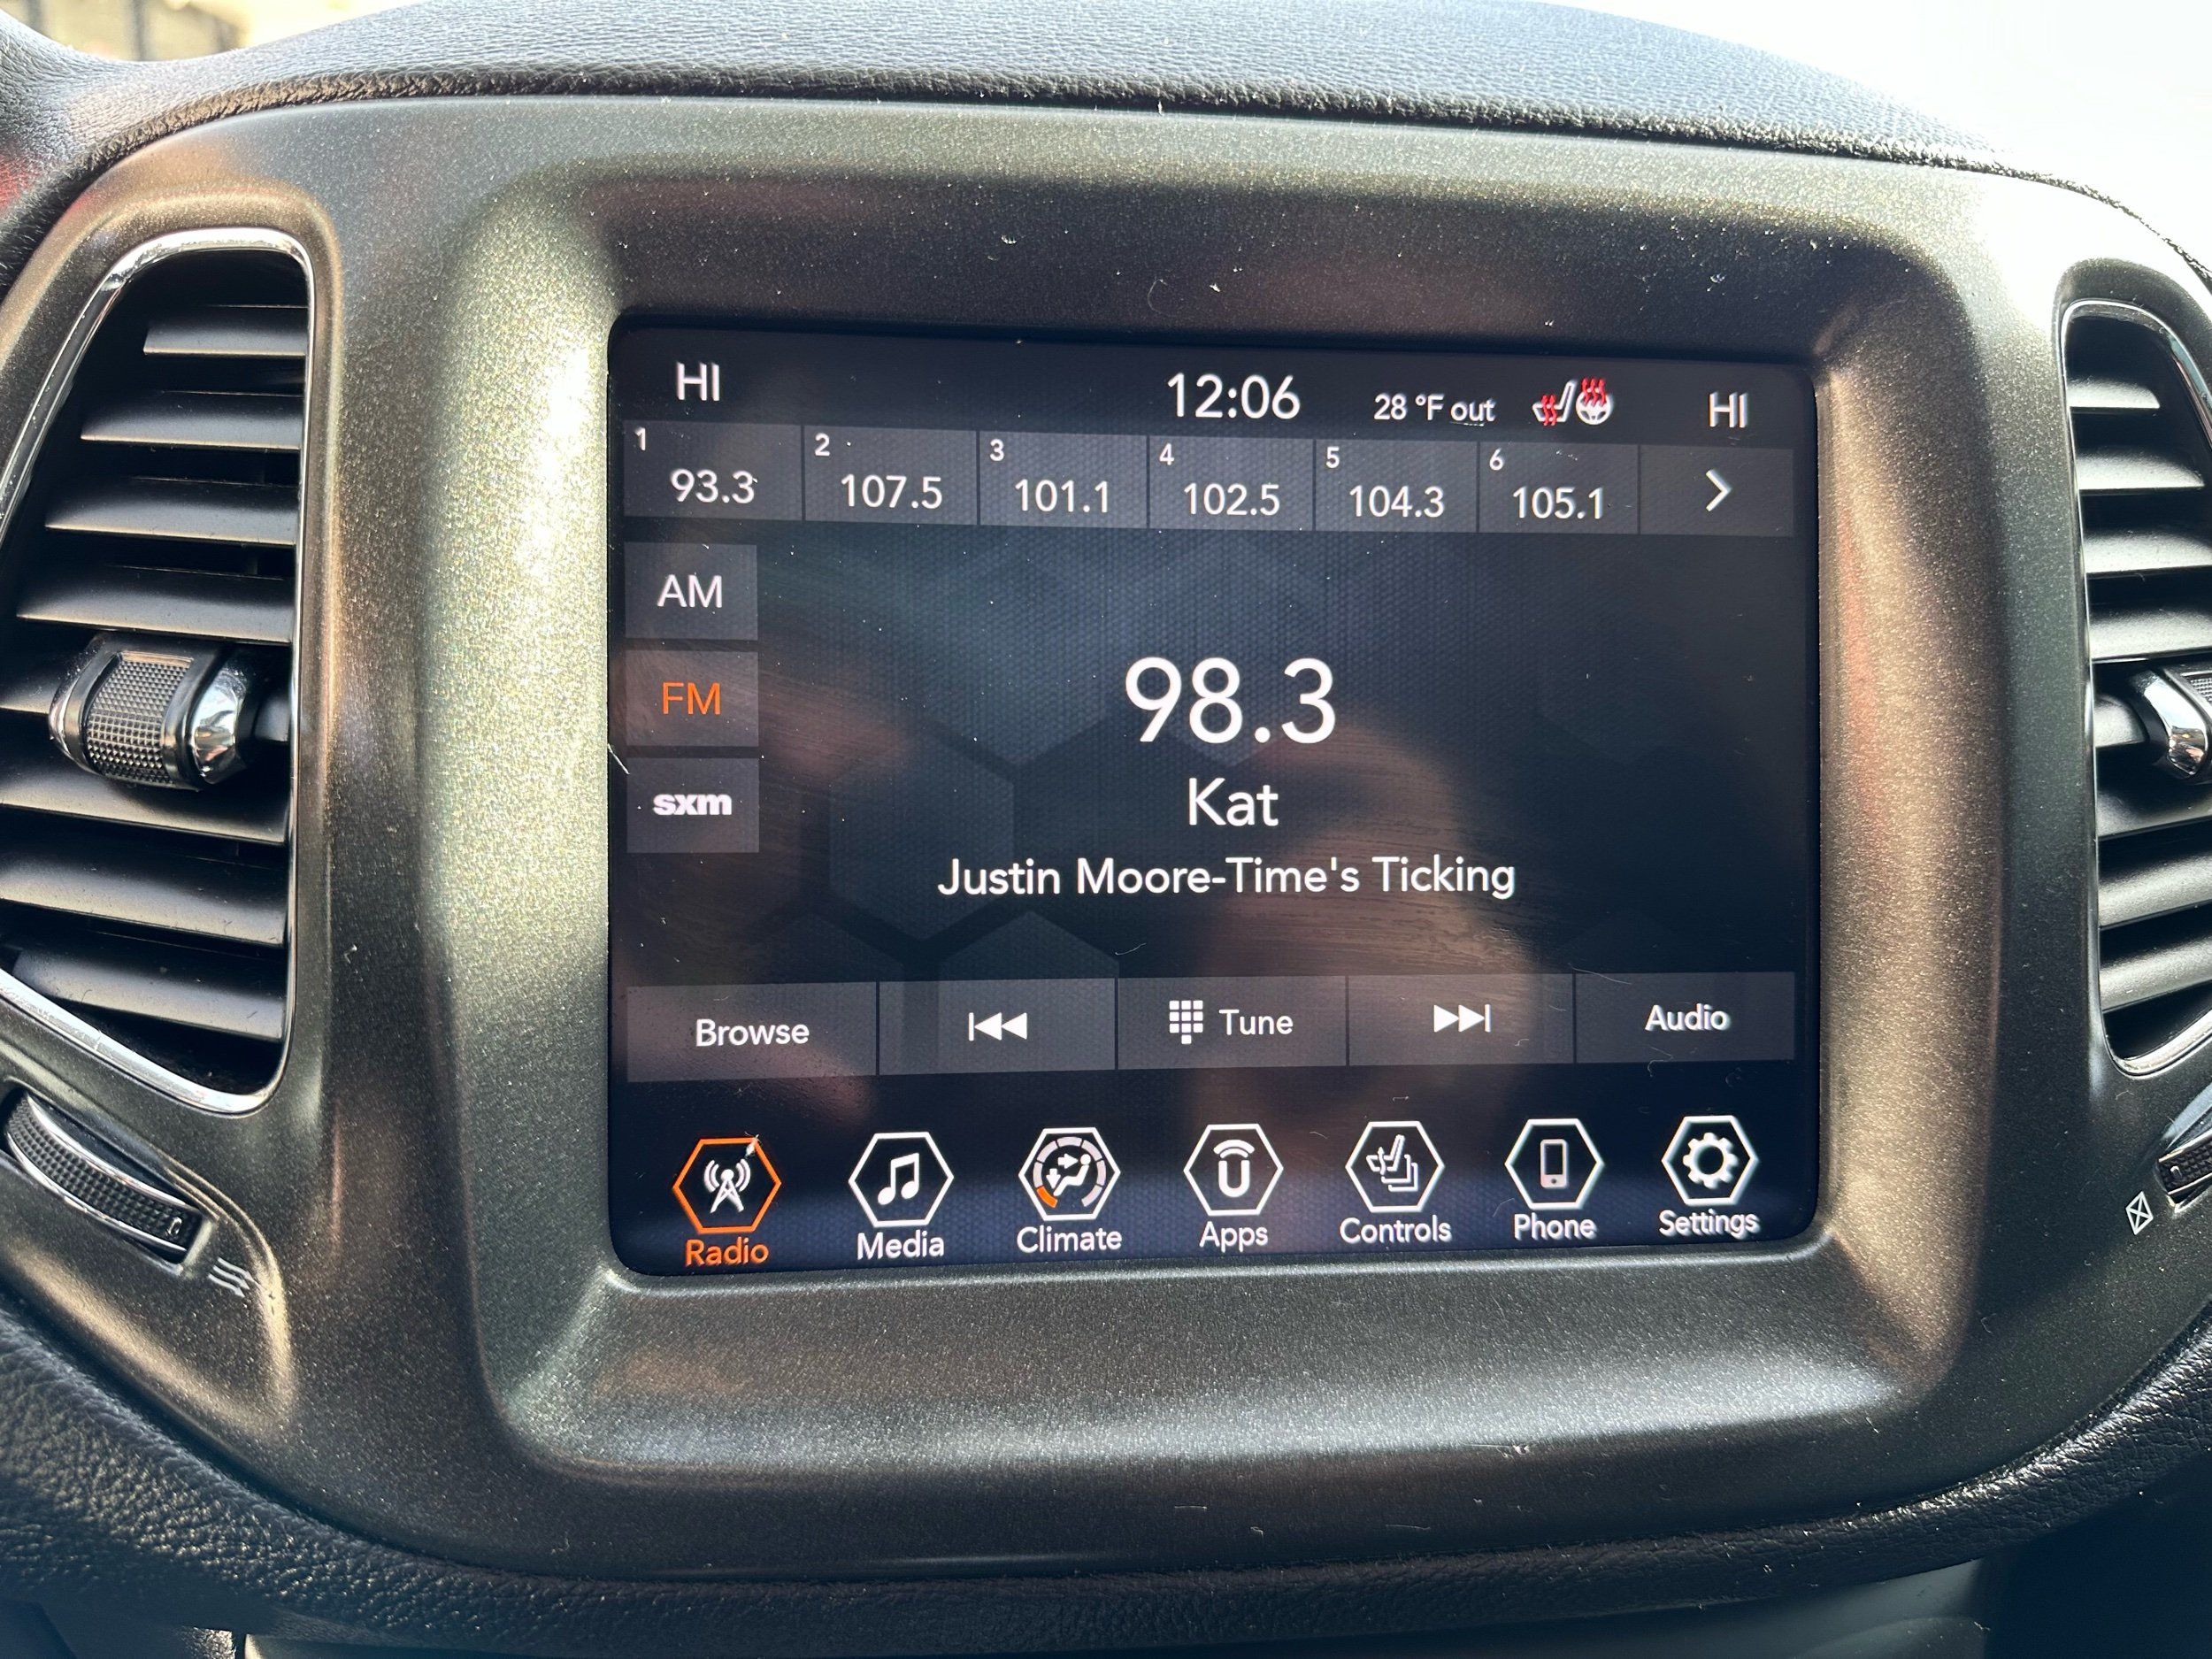 HI 12:06 28 °F out HI
1 93.3 2 107.5 3 101.1 4 102.5 5 104.3 6 105.1
AM
FM
sxm
98.3
Kat
Justin Moore-Time's Ticking
Browse Tune Audio
Radio Media Climate Apps Controls Phone Settings